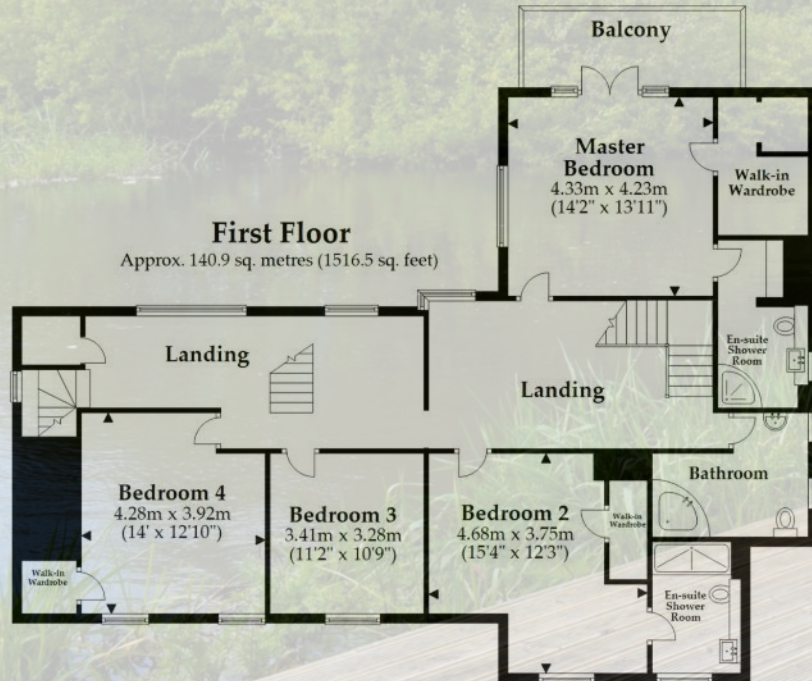 Balcony
Master
Bedroom
4.33m x 4.23m
(14'2" x 13'11")
Walk-in
Wardrobe
First Floor
Approx. 140.9 sq. metres (1516.5 sq. feet)
Landing
En-suite
Shower
Room
Landing
Bathroom
Bedroom 4
4.28m x 3.92m
(14' x 12'10")
Bedroom 3
3.41m x 3.28m
(11'2" x 10'9")
Bedroom 2
4.68m x 3.75m
(15'4" x 12'3")
Walk-in
Wardrobe
Walk-in
Wardrobe
En-suite
Shower
Room